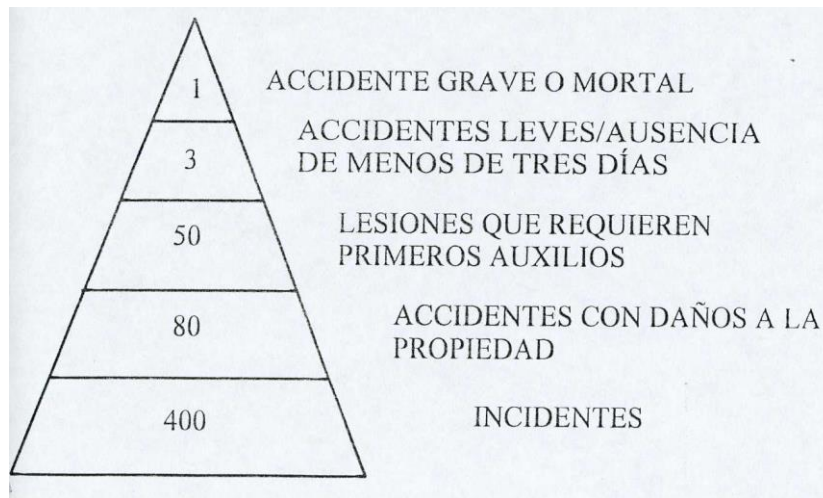 1 ACCIDENTE GRAVE O MORTAL
3 ACCIDENTES LEVES/AUSENCIA
DE MENOS DE TRES DÍAS
50 LESIONES QUE REQUIEREN
PRIMEROS AUXILIOS
80 ACCIDENTES CON DAÑOS A LA
PROPIEDAD
400 INCIDENTES